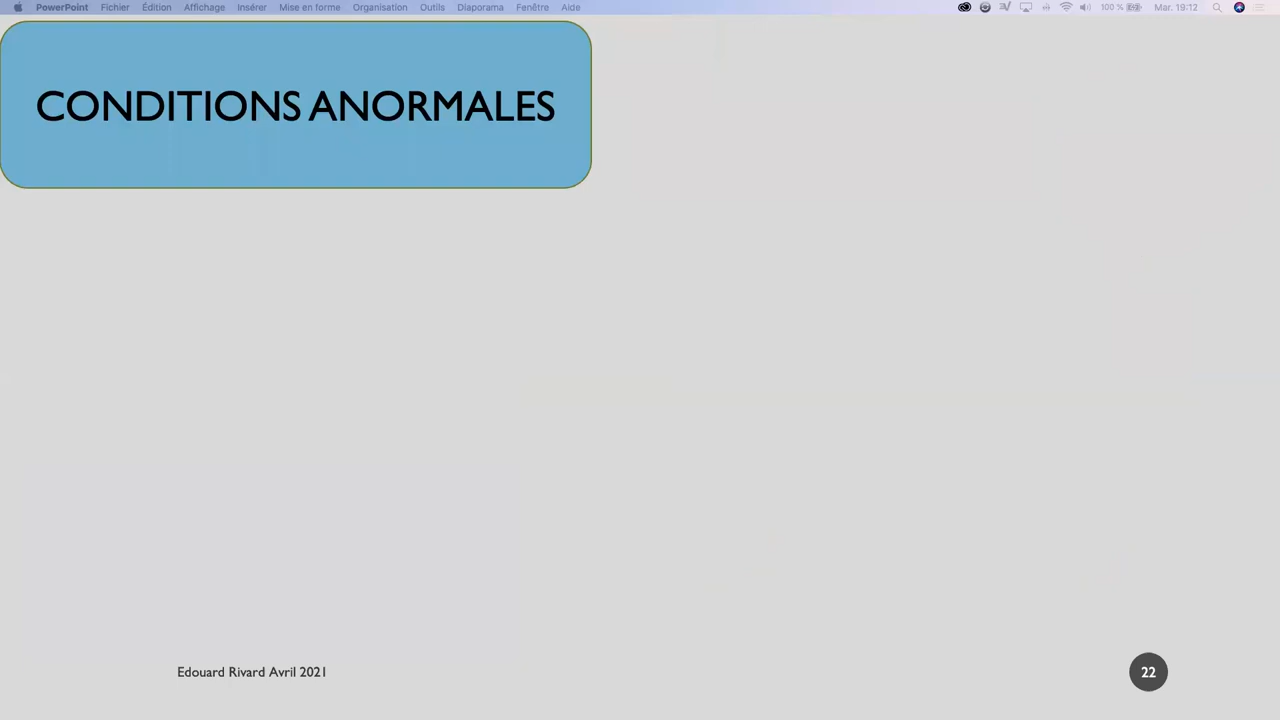 PowerPoint Fichier Édition Affichage Insérer Mise en forme Organisation Outils Diaporama Fenêtre Aide 100 % Mar. 19:12
CONDITIONS ANORMALES
Edouard Rivard Avril 2021
22